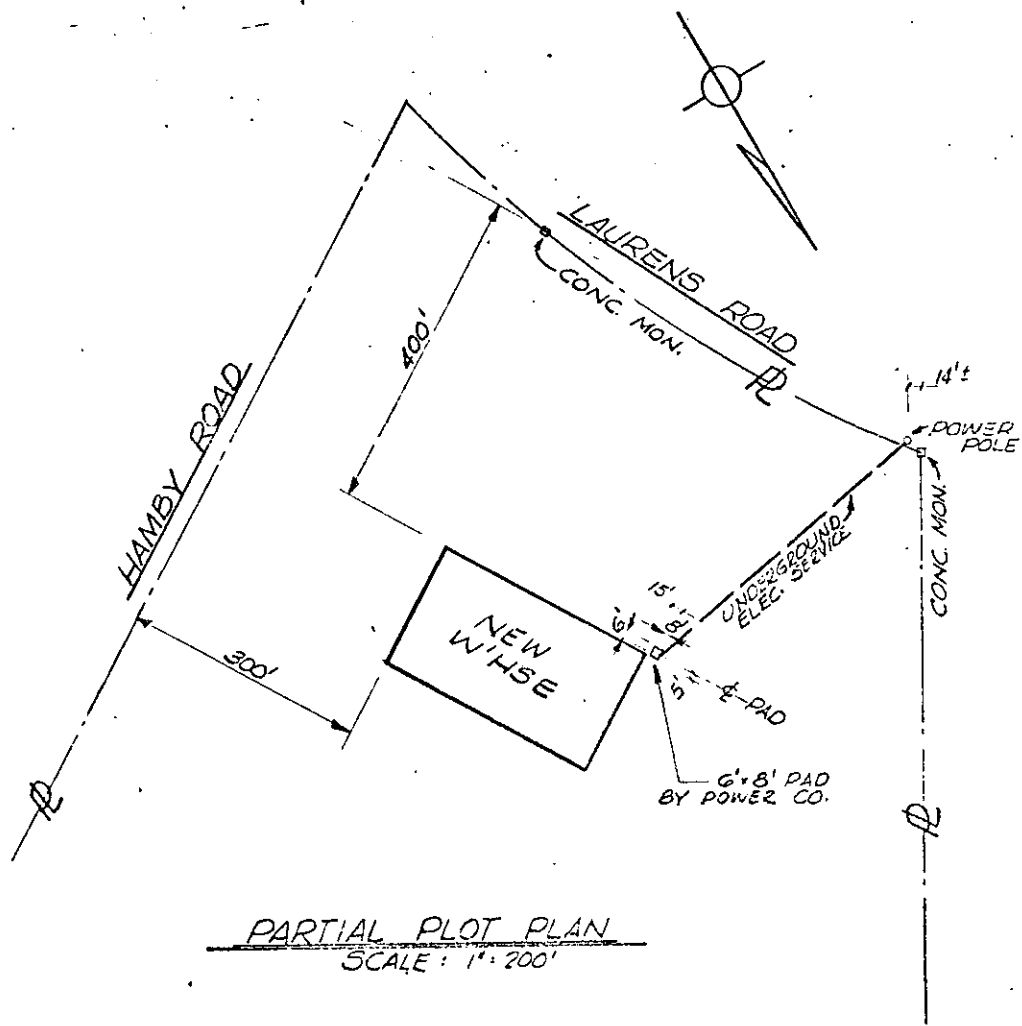 LAURENS ROAD
CONC. MON.
400'
HAMBY ROAD
℄
14'±
POWER
POLE
CONC. MON.
UNDERGROUND
ELEC. SERVICE
15'
6'
8'
NEW
W'HSE
300'
5'
℄ PAD
6'x8' PAD
BY POWER CO.
PARTIAL PLOT PLAN
SCALE: 1"=200'